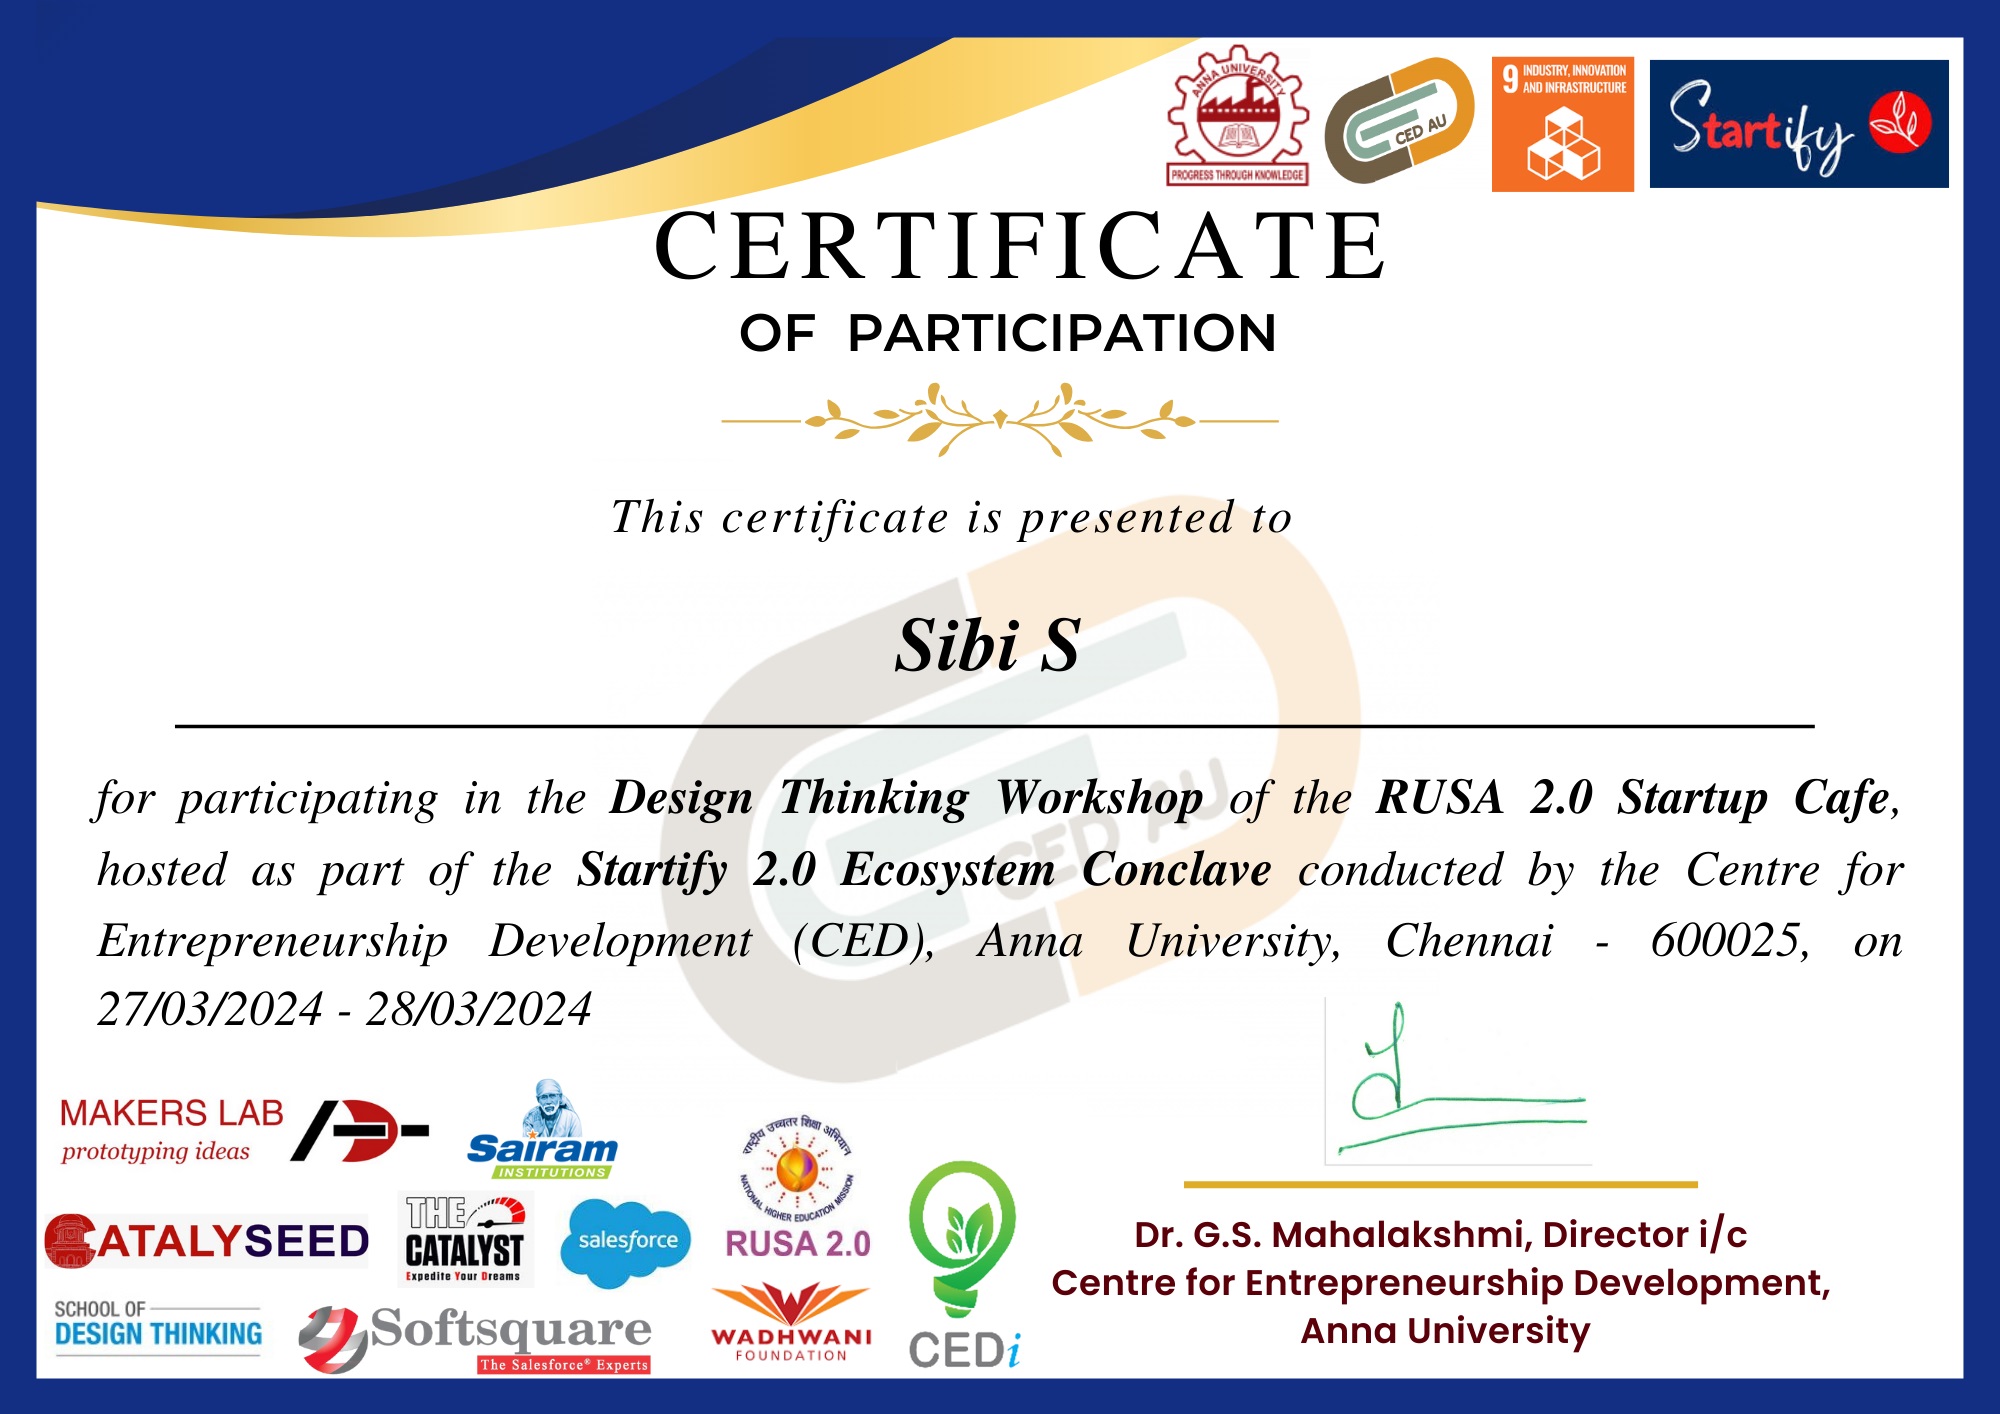 ANNA UNIVERSITY
PROGRESS THROUGH KNOWLEDGE
CED AU
9 INDUSTRY, INNOVATION
AND INFRASTRUCTURE
Startify
CERTIFICATE
OF PARTICIPATION
This certificate is presented to
Sibi S
for participating in the Design Thinking Workshop of the RUSA 2.0 Startup Cafe,
hosted as part of the Startify 2.0 Ecosystem Conclave conducted by the Centre for
Entrepreneurship Development (CED), Anna University, Chennai - 600025, on
27/03/2024 - 28/03/2024
CED AU
MAKERS LAB
prototyping ideas
Sairam
INSTITUTIONS
राष्ट्रीय उच्चतर शिक्षा अभियान
NATIONAL HIGHER EDUCATION MISSION
RUSA 2.0
CATALYSEED
THE
CATALYST
Expedite Your Dreams
salesforce
SCHOOL OF
DESIGN THINKING
Softsquare
The Salesforce® Experts
WADHWANI
FOUNDATION
CEDi
Dr. G.S. Mahalakshmi, Director i/c
Centre for Entrepreneurship Development,
Anna University